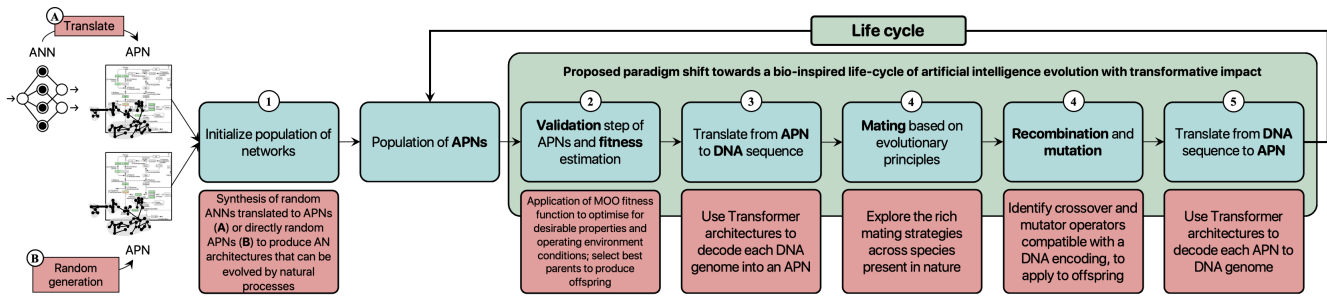 A
Translate
ANN
APN
APN
B
Random
generation
1
Initialize population of
networks
Synthesis of random
ANNs translated to APNs
(A) or directly random
APNs (B) to produce AN
architectures that can be
evolved by natural
processes
Population of APNs
Life cycle
Proposed paradigm shift towards a bio-inspired life-cycle of artificial intelligence evolution with transformative impact
2
Validation step of
APNs and fitness
estimation
Application of MOO fitness
function to optimise for
desirable properties and
operating environment
conditions; select best
parents to produce
offspring
3
Translate from APN
to DNA sequence
Use Transformer
architectures to
decode each DNA
genome into an APN
4
Mating based on
evolutionary
principles
Explore the rich
mating strategies
across species
present in nature
4
Recombination and
mutation
Identify crossover and
mutator operators
compatible with a
DNA encoding, to
apply to offspring
5
Translate from DNA
sequence to APN
Use Transformer
architectures to
decode each APN to
DNA genome